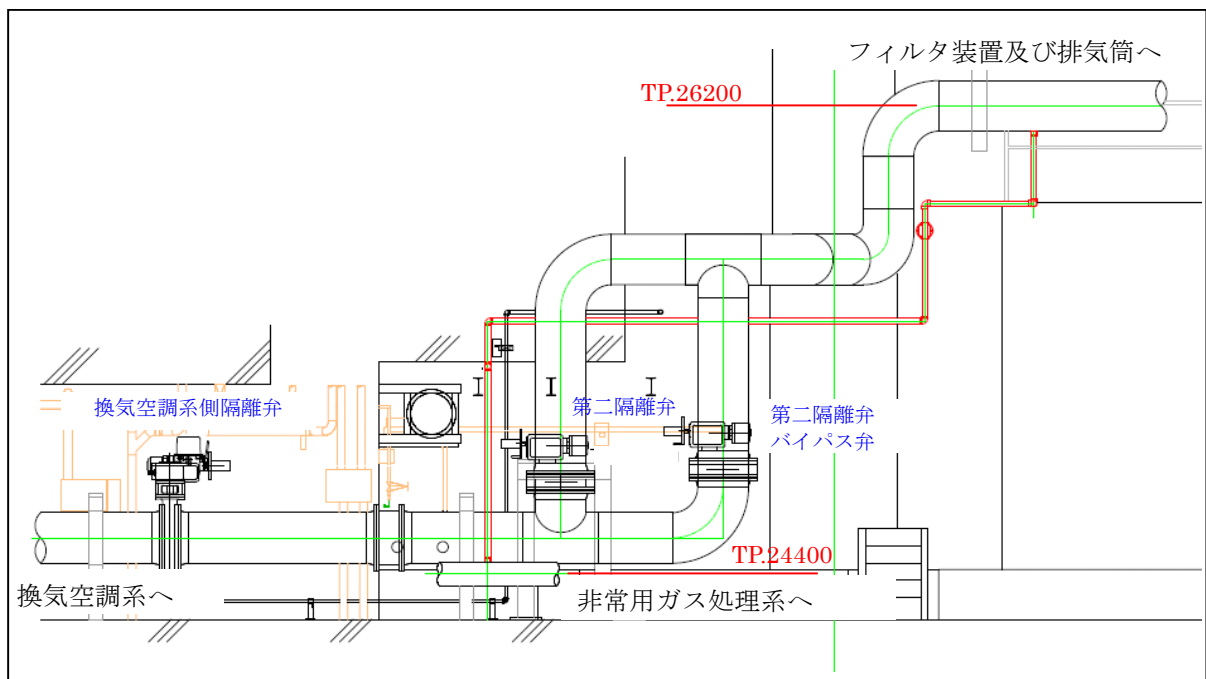 フィルタ装置及び排気筒へ
TP.26200
換気空調系側隔離弁
第二隔離弁
第二隔離弁
バイパス弁
TP.24400
換気空調系へ
非常用ガス処理系へ